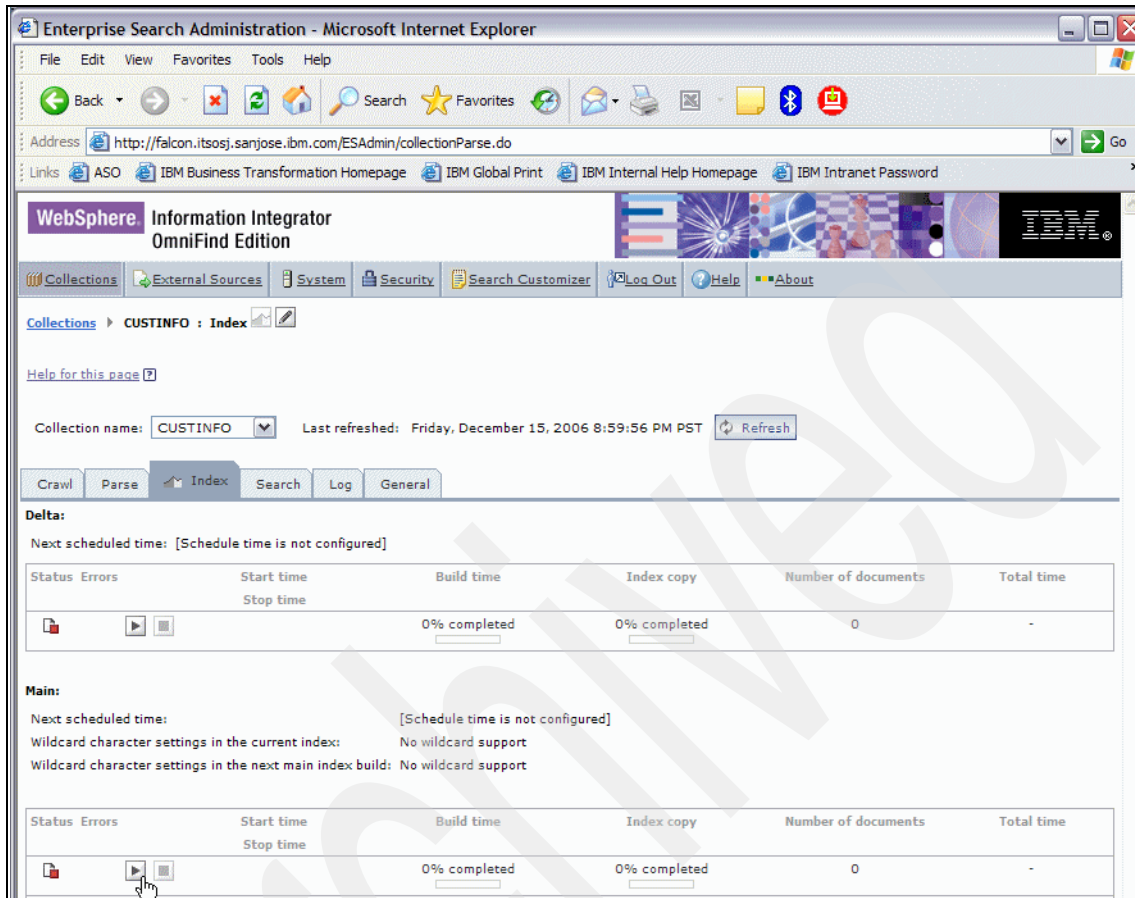 Enterprise Search Administration - Microsoft Internet Explorer
File Edit View Favorites Tools Help
Back Search Favorites
Address http://falcon.itsosj.sanjose.ibm.com/ESAdmin/collectionParse.do Go
Links ASO IBM Business Transformation Homepage IBM Global Print IBM Internal Help Homepage IBM Intranet Password »
WebSphere. Information Integrator
OmniFind Edition
IBM®
Collections External Sources System Security Search Customizer Log Out Help About
Collections CUSTINFO : Index
Help for this page ?
Collection name: CUSTINFO Last refreshed: Friday, December 15, 2006 8:59:56 PM PST Refresh
Crawl Parse Index Search Log General
Delta:
Next scheduled time: [Schedule time is not configured]
Status Errors Start time Build time Index copy Number of documents Total time
Stop time
0% completed 0% completed 0 -
Main:
Next scheduled time: [Schedule time is not configured]
Wildcard character settings in the current index: No wildcard support
Wildcard character settings in the next main index build: No wildcard support
Status Errors Start time Build time Index copy Number of documents Total time
Stop time
0% completed 0% completed 0 -